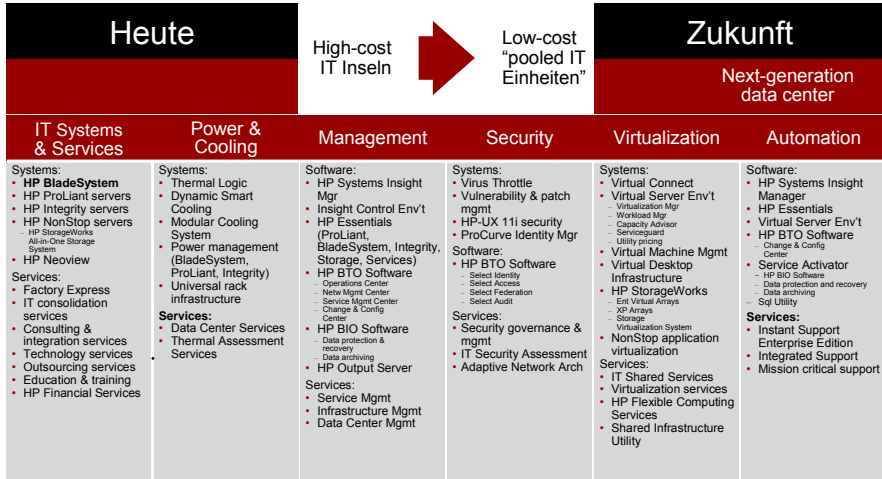 Heute
High-cost
IT Inseln
Low-cost
“pooled IT
Einheiten”
Zukunft
Next-generation
data center
IT Systems
& Services
Power &
Cooling
Management
Security
Virtualization
Automation
Systems:
• HP BladeSystem
• HP ProLiant servers
• HP Integrity servers
• HP NonStop servers
– HP StorageWorks
All-in-One Storage
System
• HP Neoview
Services:
• Factory Express
• IT consolidation
services
• Consulting &
integration services
• Technology services
• Outsourcing services
• Education & training
• HP Financial Services
Systems:
• Thermal Logic
• Dynamic Smart
Cooling
• Modular Cooling
System
• Power management
(BladeSystem,
ProLiant, Integrity)
• Universal rack
infrastructure
Services:
• Data Center Services
• Thermal Assessment
Services
Software:
• HP Systems Insight
Mgr
• Insight Control Env’t
• HP Essentials
(ProLiant,
BladeSystem, Integrity,
Storage, Services)
• HP BTO Software
– Operations Center
– Netw Mgmt Center
– Service Mgmt Center
– Change & Config
Center
• HP BIO Software
– Data protection &
recovery
– Data archiving
• HP Output Server
Services:
• Service Mgmt
• Infrastructure Mgmt
• Data Center Mgmt
Systems:
• Virus Throttle
• Vulnerability & patch
mgmt
• HP-UX 11i security
• ProCurve Identity Mgr
Software:
• HP BTO Software
– Select Identity
– Select Access
– Select Federation
– Select Audit
Services:
• Security governance &
mgmt
• IT Security Assessment
• Adaptive Network Arch
Systems:
• Virtual Connect
• Virtual Server Env’t
– Virtualization Mgr
– Workload Mgr
– Capacity Advisor
– Serviceguard
– Utility pricing
• Virtual Machine Mgmt
• Virtual Desktop
Infrastructure
• HP StorageWorks
– Ent Virtual Arrays
– XP Arrays
– Storage
Virtualization System
• NonStop application
virtualization
Services:
• IT Shared Services
• Virtualization services
• HP Flexible Computing
Services
• Shared Infrastructure
Utility
Software:
• HP Systems Insight
Manager
• HP Essentials
• Virtual Server Env’t
• HP BTO Software
– Change & Config
Center
• Service Activator
– HP BIO Software
– Data protection and recovery
– Data archiving
– Sql Utility
Services:
• Instant Support
Enterprise Edition
• Integrated Support
• Mission critical support